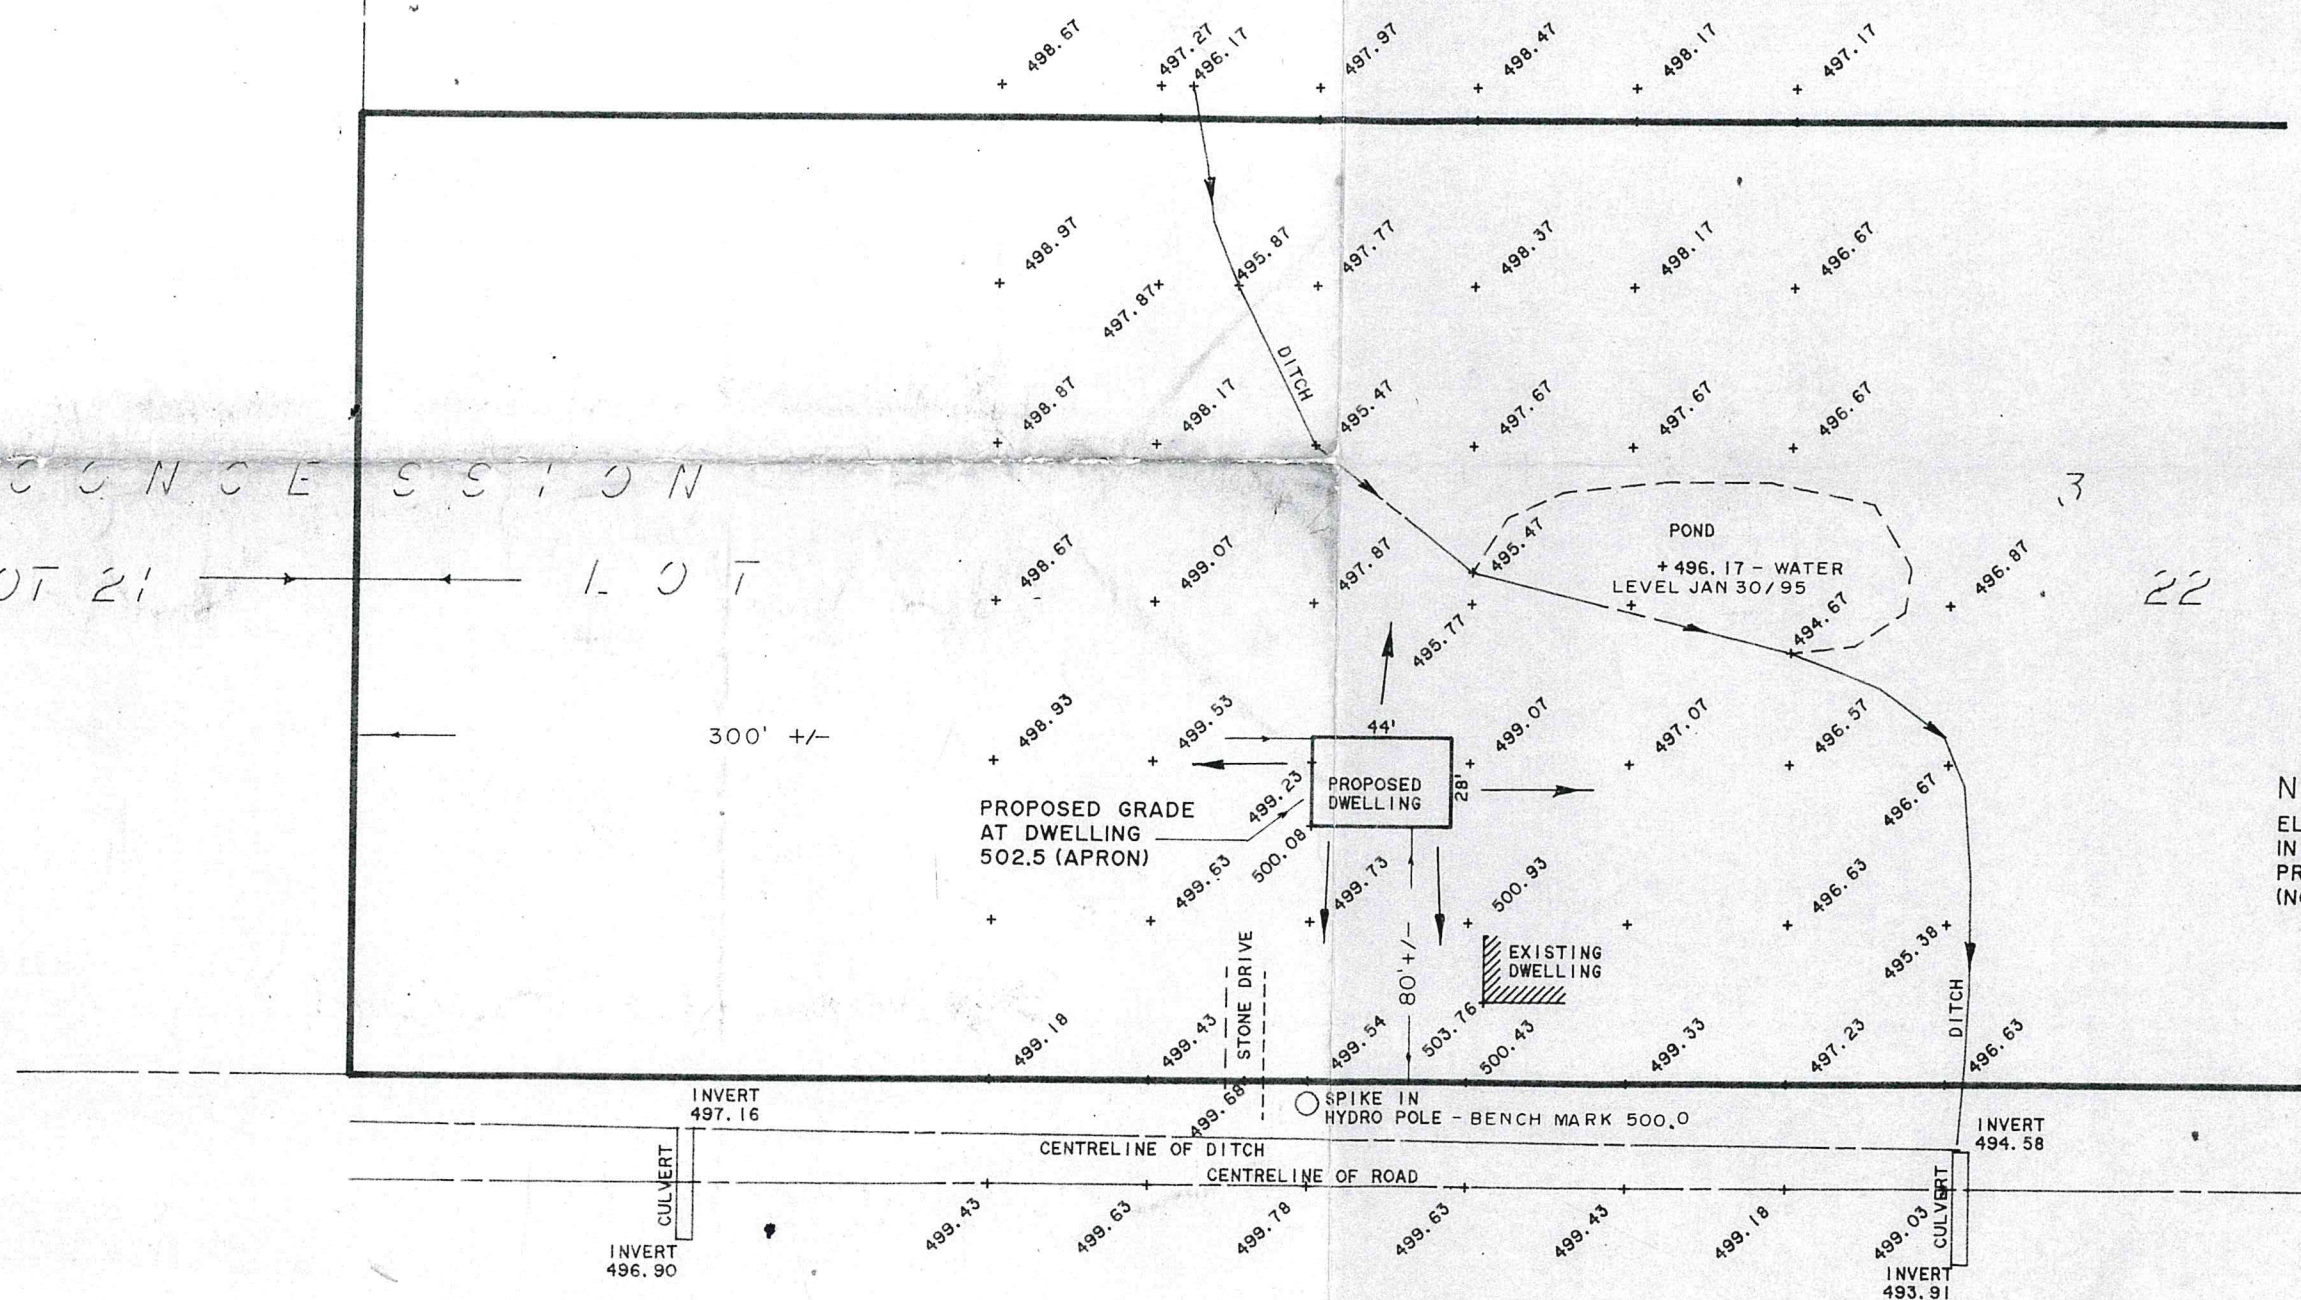 498.67
497.27
496.17
497.97
498.47
498.17
497.17
498.97
497.87
495.87
497.77
498.37
498.17
496.67
DITCH
498.87
498.17
495.47
497.67
497.67
496.67
CONCESSION
3
POND
+496.17 - WATER
LEVEL JAN 30/95
498.67
499.07
497.87
495.47
495.77
494.67
496.87
OT 21
LOT
22
498.93
499.53
44'
499.07
497.07
496.57
300' +/-
499.23
PROPOSED
DWELLING
28'
496.67
PROPOSED GRADE
AT DWELLING
502.5 (APRON)
N
EL
IN
PR
(NO
499.63
500.08
499.73
500.93
496.63
495.38
STONE DRIVE
80'+/-
EXISTING
DWELLING
DITCH
499.18
499.43
499.54
503.76
500.43
499.33
497.23
496.63
499.68
INVERT
497.16
SPIKE IN
HYDRO POLE - BENCH MARK 500.0
INVERT
494.58
CENTRELINE OF DITCH
CENTRELINE OF ROAD
CULVERT
CULVERT
499.43
499.63
499.78
499.63
499.43
499.18
499.03
INVERT
496.90
INVERT
493.91